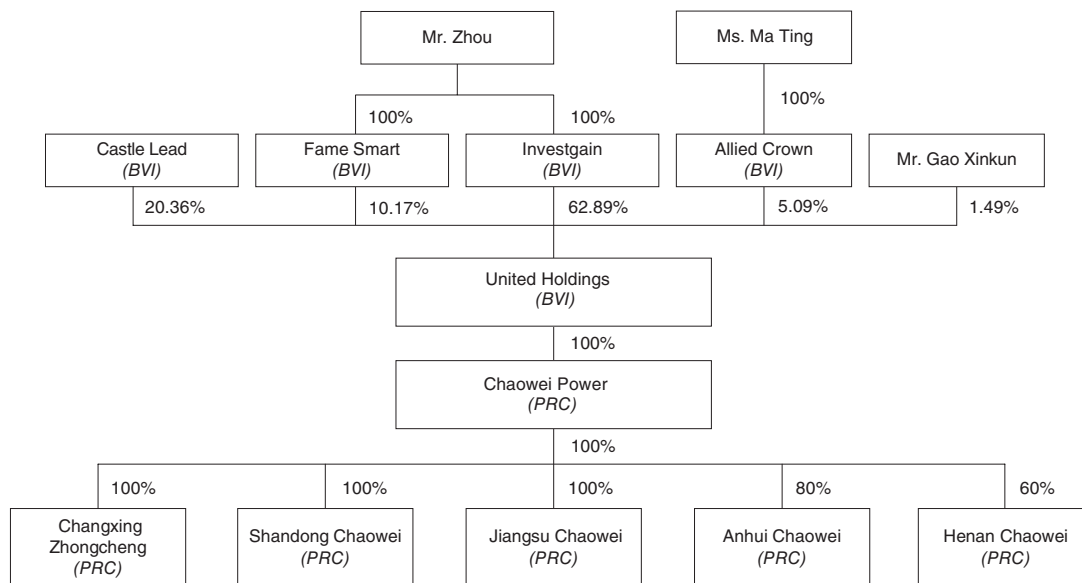 Mr. Zhou
Ms. Ma Ting
100%
100%
100%
Castle Lead
(BVI)
Fame Smart
(BVI)
Investgain
(BVI)
Allied Crown
(BVI)
Mr. Gao Xinkun
20.36%
10.17%
62.89%
5.09%
1.49%
United Holdings
(BVI)
100%
Chaowei Power
(PRC)
100%
100%
100%
100%
80%
60%
Changxing
Zhongcheng
(PRC)
Shandong Chaowei
(PRC)
Jiangsu Chaowei
(PRC)
Anhui Chaowei
(PRC)
Henan Chaowei
(PRC)